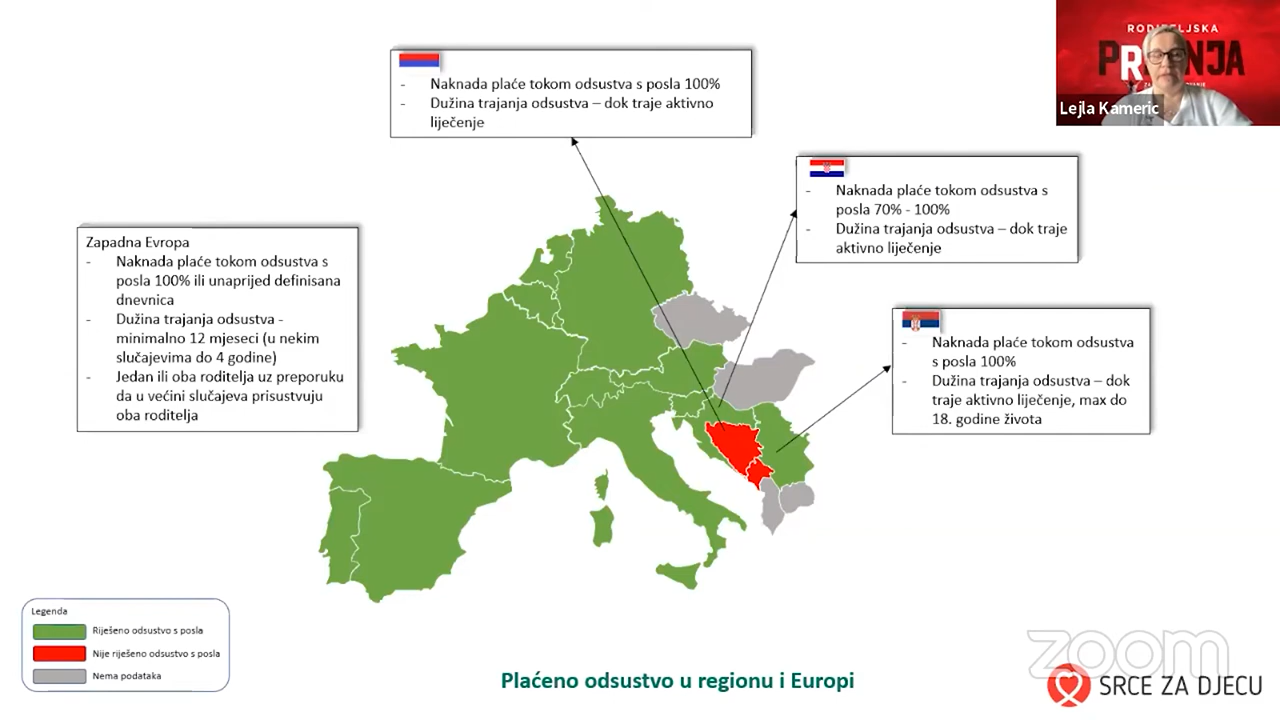 - Naknada plaće tokom odsustva s posla 100%
- Dužina trajanja odsustva – dok traje aktivno
liječenje
RODITELJSKA
Lejla Kameric
- Naknada plaće tokom odsustva s
posla 70% - 100%
- Dužina trajanja odsustva – dok traje
aktivno liječenje
Zapadna Evropa
- Naknada plaće tokom odsustva s
posla 100% ili unaprijed definisana
dnevnica
- Dužina trajanja odsustva -
minimalno 12 mjeseci (u nekim
slučajevima do 4 godine)
- Jedan ili oba roditelja uz preporuku
da u većini slučajeva prisustvuju
oba roditelja
- Naknada plaće tokom odsustva
s posla 100%
- Dužina trajanja odsustva – dok
traje aktivno liječenje, max do
18. godine života
Legenda
Riješeno odsustvo s posla
Nije riješeno odsustvo s posla
Nema podataka
Plaćeno odsustvo u regionu i Evropi
zoom
SRCE ZA DJECU